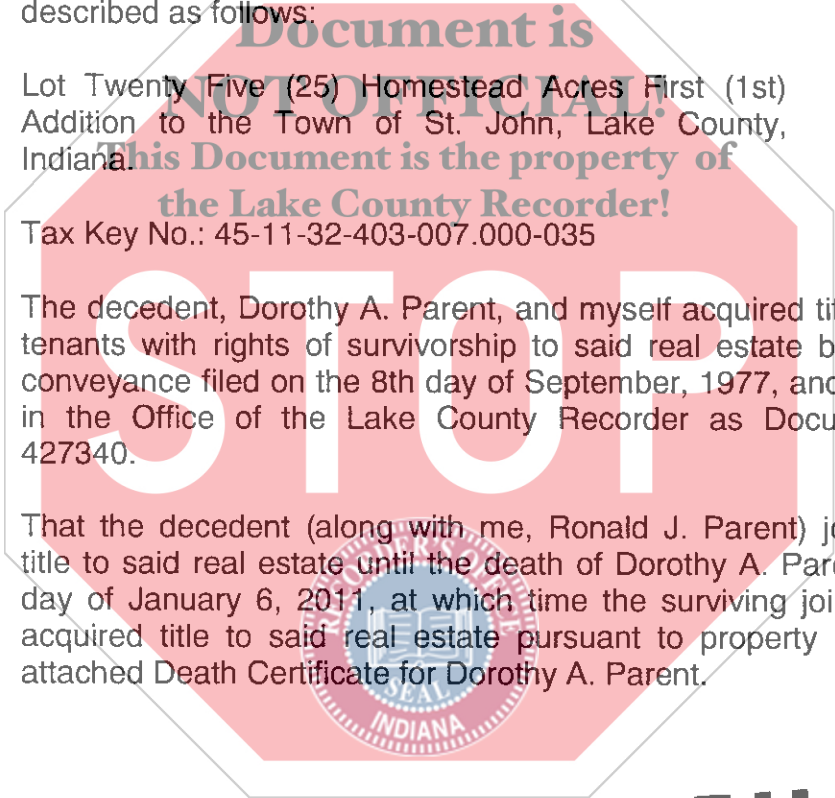 described as follows:
Document is
Lot Twenty Five (25) Homestead Acres First (1st)
NOT OFFICIAL!
Addition to the Town of St. John, Lake County,
Indiana.
This Document is the property of
the Lake County Recorder!
Tax Key No.: 45-11-32-403-007.000-035
The decedent, Dorothy A. Parent, and myself acquired
tenants with rights of survivorship to said real estate
conveyance filed on the 8th day of September, 1977,
in the Office of the Lake County Recorder as
427340.
STOP
That the decedent (along with me, Ronald J. Parent)
title to said real estate until the death of Dorothy A.
day of January 6, 2011, at which time the surviving
acquired title to said real estate pursuant to property
attached Death Certificate for Dorothy A. Parent.
RECORDER'S OFFICE
SEAL
INDIANA